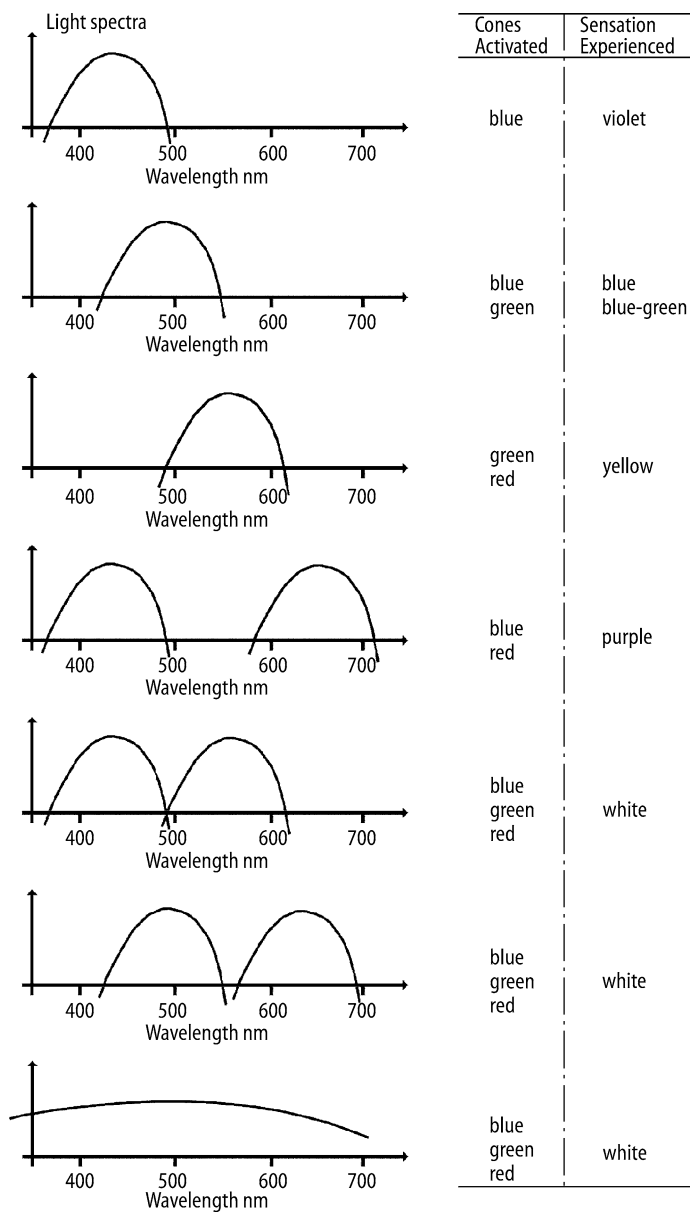 Light spectra
Cones Activated
Sensation Experienced
400 500 600 700
Wavelength nm
blue
violet
400 500 600 700
Wavelength nm
blue
green
blue
blue-green
400 500 600 700
Wavelength nm
green
red
yellow
400 500 600 700
Wavelength nm
blue
red
purple
400 500 600 700
Wavelength nm
blue
green
red
white
400 500 600 700
Wavelength nm
blue
green
red
white
400 500 600 700
Wavelength nm
blue
green
red
white